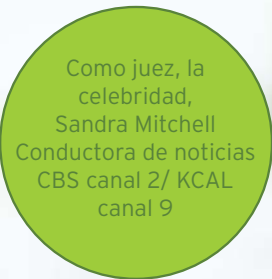 Como juez, la
celebridad,
Sandra Mitchell
Conductora de noticias
CBS canal 2/ KCAL
canal 9